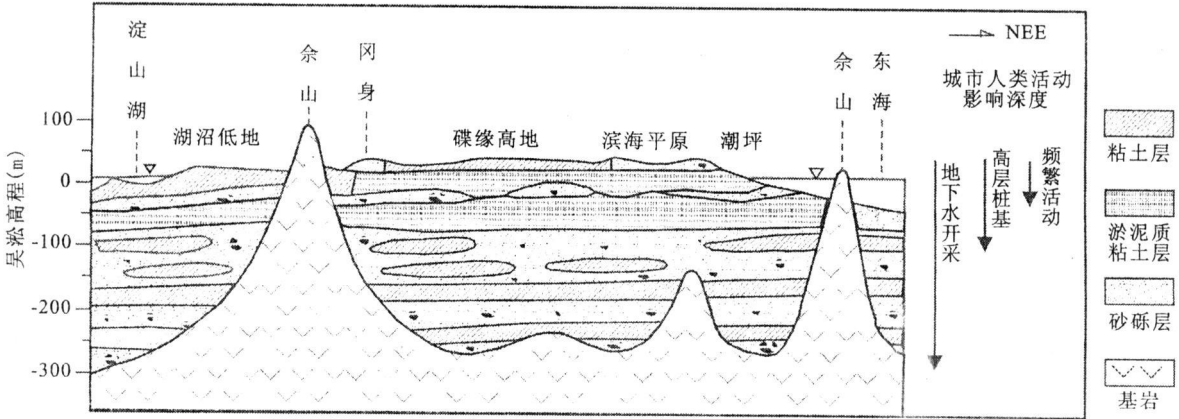 NEE
淀山湖
佘山
冈身
佘山
东海
城市人类活动
影响深度
湖沼低地
碟缘高地
滨海平原
潮坪
吴淞高程(m)
100
0
-100
-200
-300
地下水开采
高层桩基
频繁活动
粘土层
淤泥质
粘土层
砂砾层
基岩